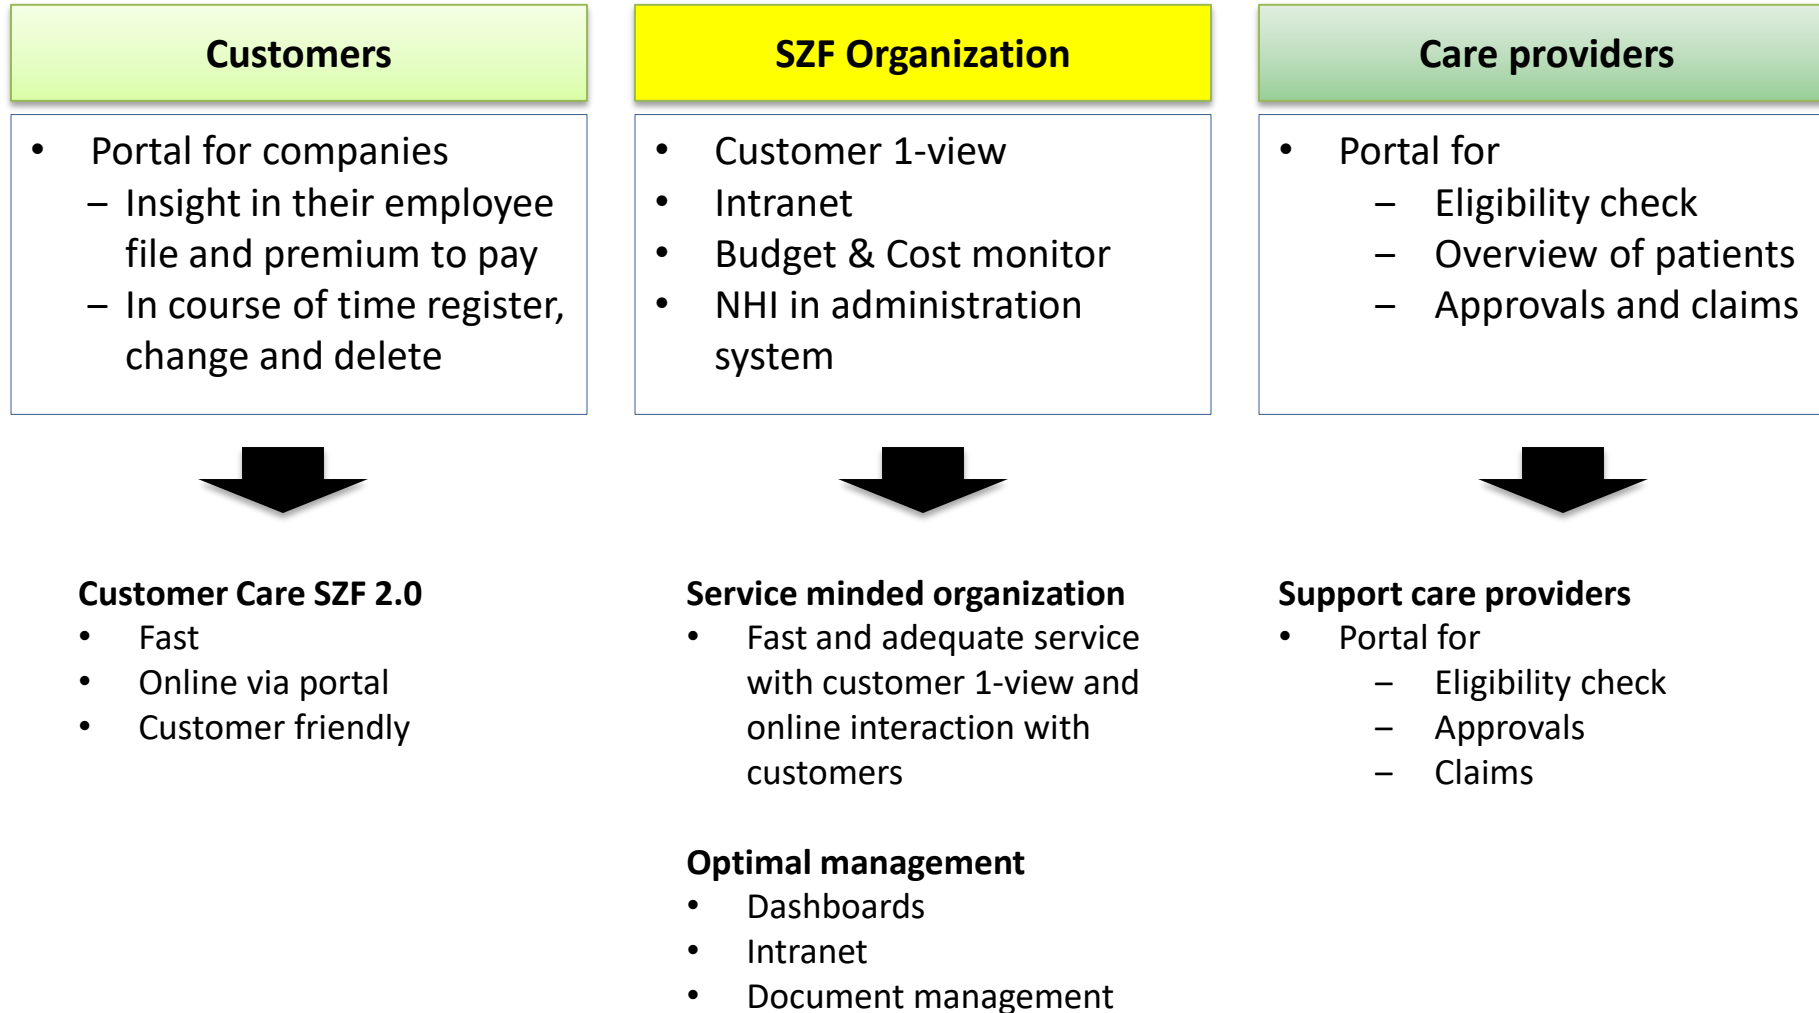 Customers
• Portal for companies
– Insight in their employee
file and premium to pay
– In course of time register,
change and delete
Customer Care SZF 2.0
• Fast
• Online via portal
• Customer friendly
SZF Organization
• Customer 1-view
• Intranet
• Budget & Cost monitor
• NHI in administration
system
Service minded organization
• Fast and adequate service
with customer 1-view and
online interaction with
customers
Optimal management
• Dashboards
• Intranet
• Document management
Care providers
• Portal for
– Eligibility check
– Overview of patients
– Approvals and claims
Support care providers
• Portal for
– Eligibility check
– Approvals
– Claims